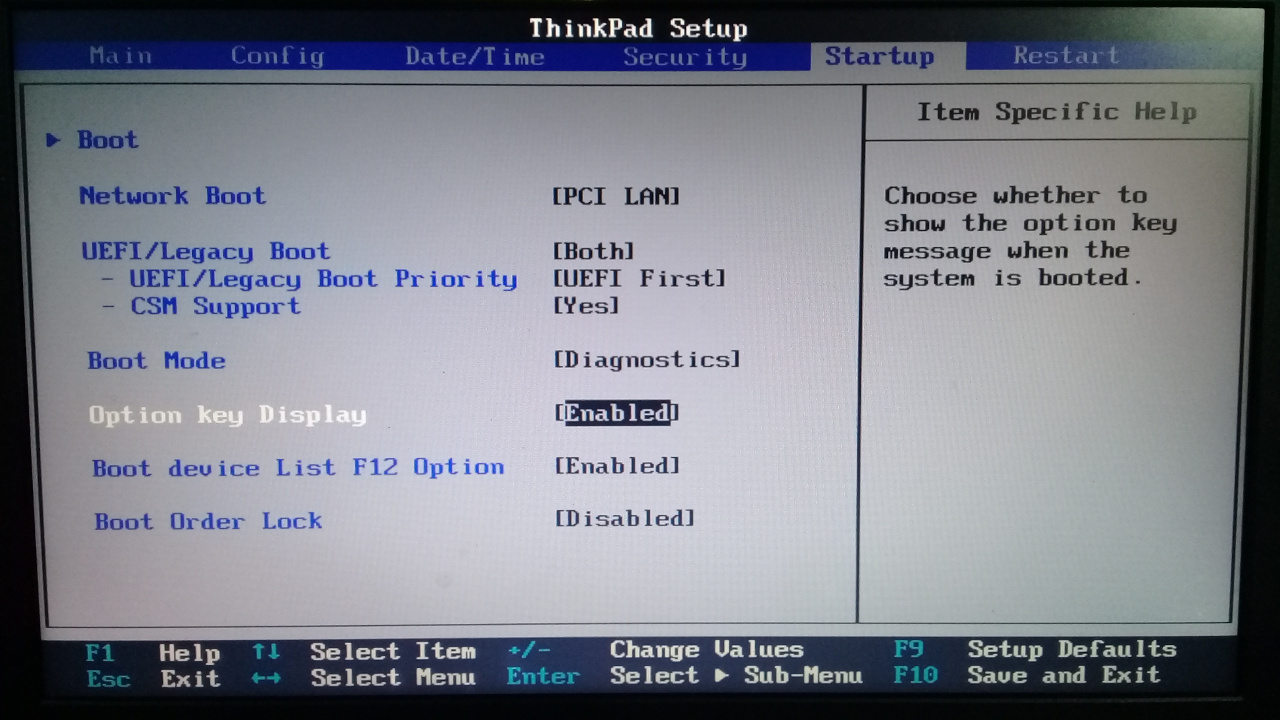 ThinkPad Setup
Main Config Date/Time Security Startup Restart
Item Specific Help
▶ Boot
Network Boot [PCI LAN]
UEFI/Legacy Boot [Both]
- UEFI/Legacy Boot Priority [UEFI First]
- CSM Support [Yes]
Boot Mode [Diagnostics]
Option key Display [Enabled]
Boot device List F12 Option [Enabled]
Boot Order Lock [Disabled]
Choose whether to
show the option key
message when the
system is booted.
F1 Help ↑↓ Select Item +/- Change Values F9 Setup Defaults
Esc Exit ←→ Select Menu Enter Select ▶ Sub-Menu F10 Save and Exit